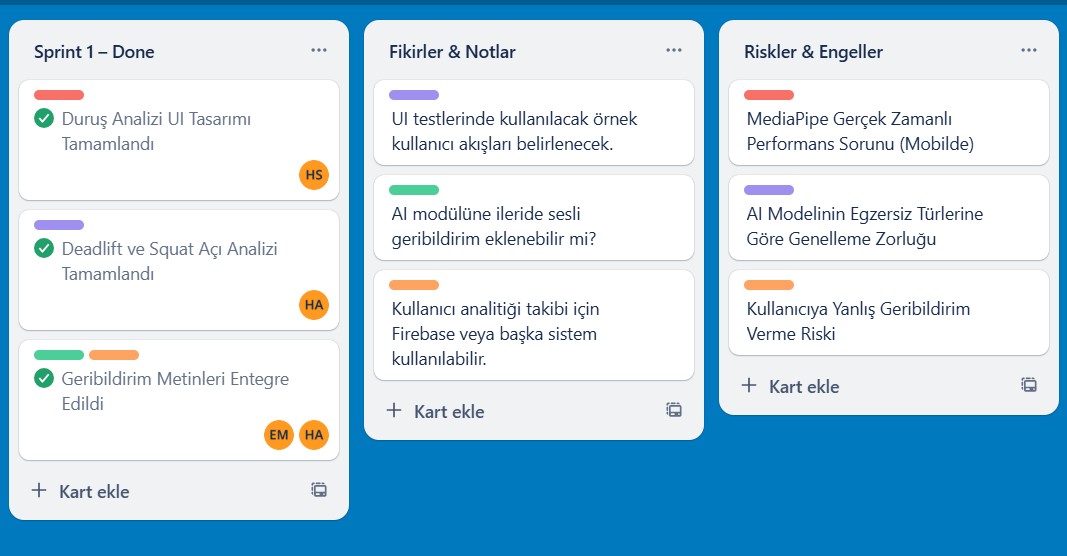 Sprint 1 – Done
Duruş Analizi UI Tasarımı
Tamamlandı
HS
Deadlift ve Squat Açı Analizi
Tamamlandı
HA
Geribildirim Metinleri Entegre
Edildi
EM HA
Kart ekle
Fikirler & Notlar
UI testlerinde kullanılacak örnek
kullanıcı akışları belirlenecek.
AI modülüne ileride sesli
geribildirim eklenebilir mi?
Kullanıcı analitiği takibi için
Firebase veya başka sistem
kullanılabilir.
Kart ekle
Riskler & Engeller
MediaPipe Gerçek Zamanlı
Performans Sorunu (Mobilde)
AI Modelinin Egzersiz Türlerine
Göre Genelleme Zorluğu
Kullanıcıya Yanlış Geribildirim
Verme Riski
Kart ekle